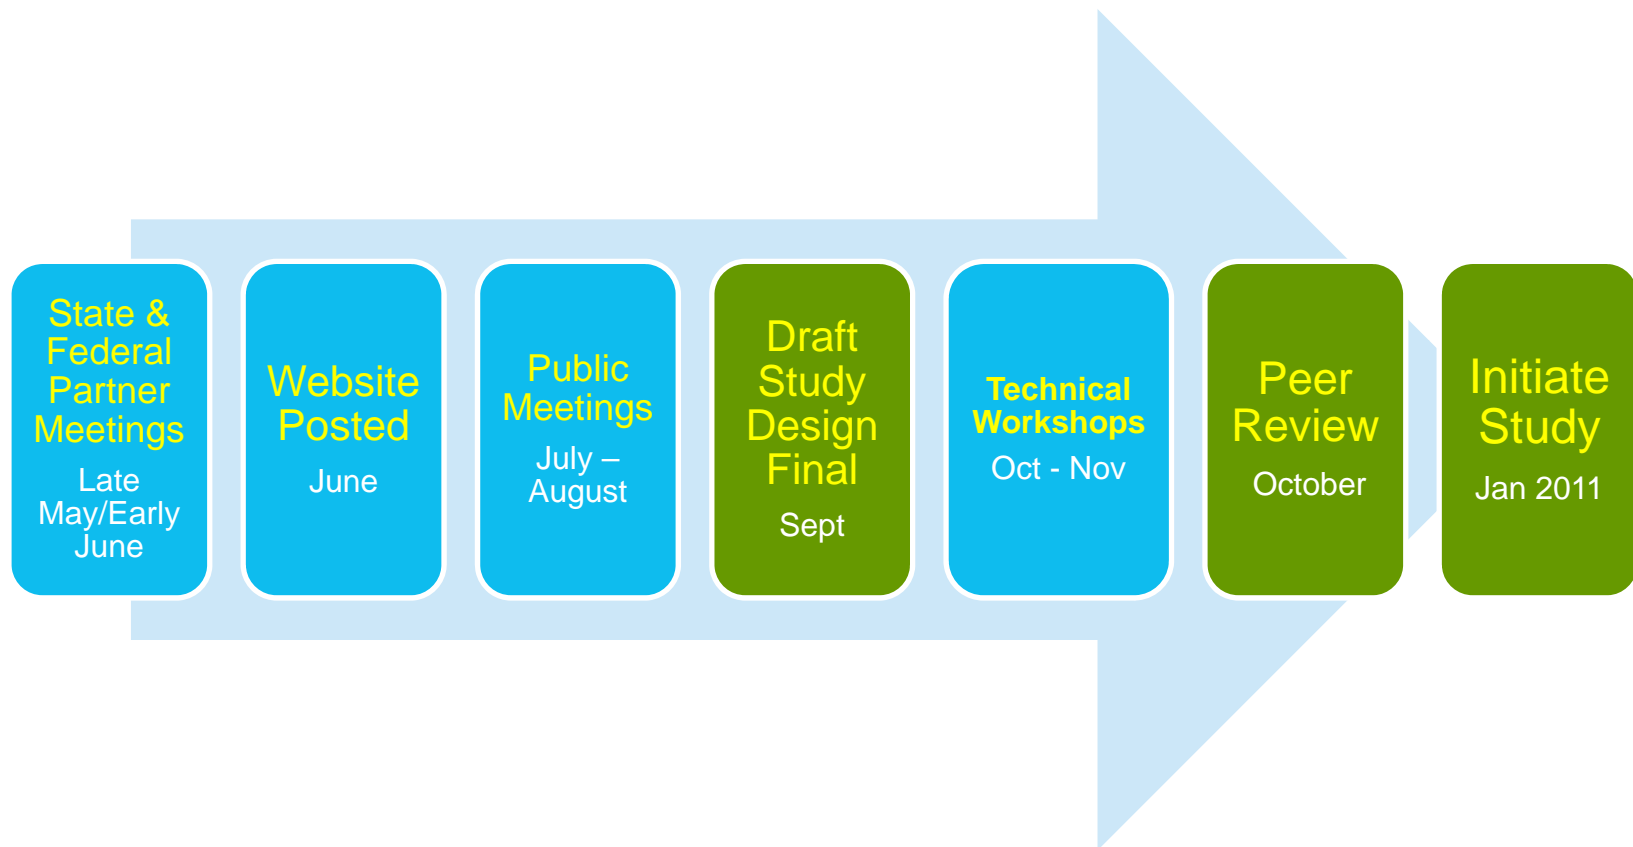 State &
Federal
Partner
Meetings
Late
May/Early
June
Website
Posted
June
Public
Meetings
July –
August
Draft
Study
Design
Final
Sept
Technical
Workshops
Oct - Nov
Peer
Review
October
Initiate
Study
Jan 2011